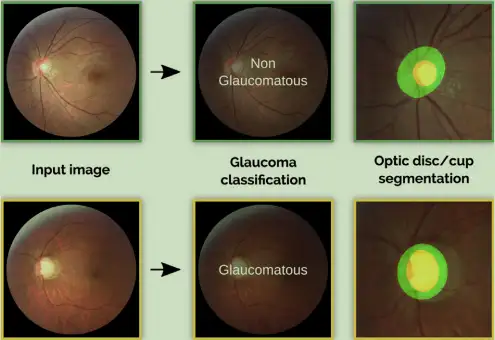 Non
Glaucomatous
Input image
Glaucoma
classification
Optic disc/cup
segmentation
Glaucomatous